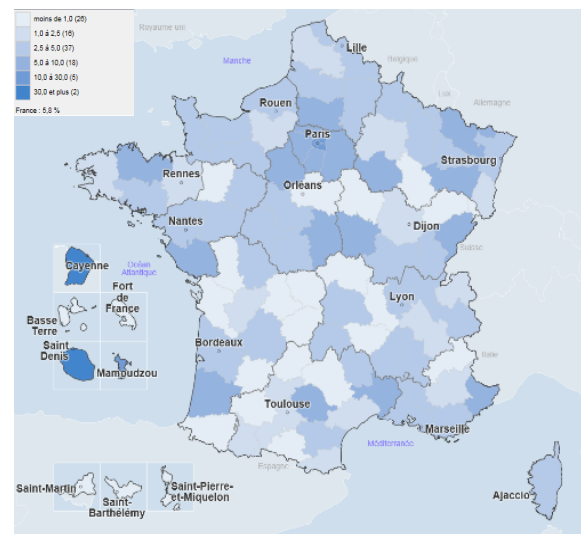 moins de 1,0 (26)
1,0 à 2,5 (16)
2,5 à 5,0 (37)
5,0 à 10,0 (18)
10,0 à 30,0 (5)
30,0 et plus (2)
France : 5,8 %
Royaume uni
Manche
Lille
Belgique
Lux
Allemagne
Rouen
Paris
Strasbourg
Rennes
Orléans
Nantes
Dijon
Suisse
Cayenne
Océan
Atlantique
Fort
de
France
Lyon
Basse
Terre
Bordeaux
Italie
Saint
Denis
Mamoudzou
Toulouse
Marseille
Méditerranée
Espagne
Saint-Martin
Saint-
Barthélémy
Saint-Pierre-
et-Miquelon
Ajaccio